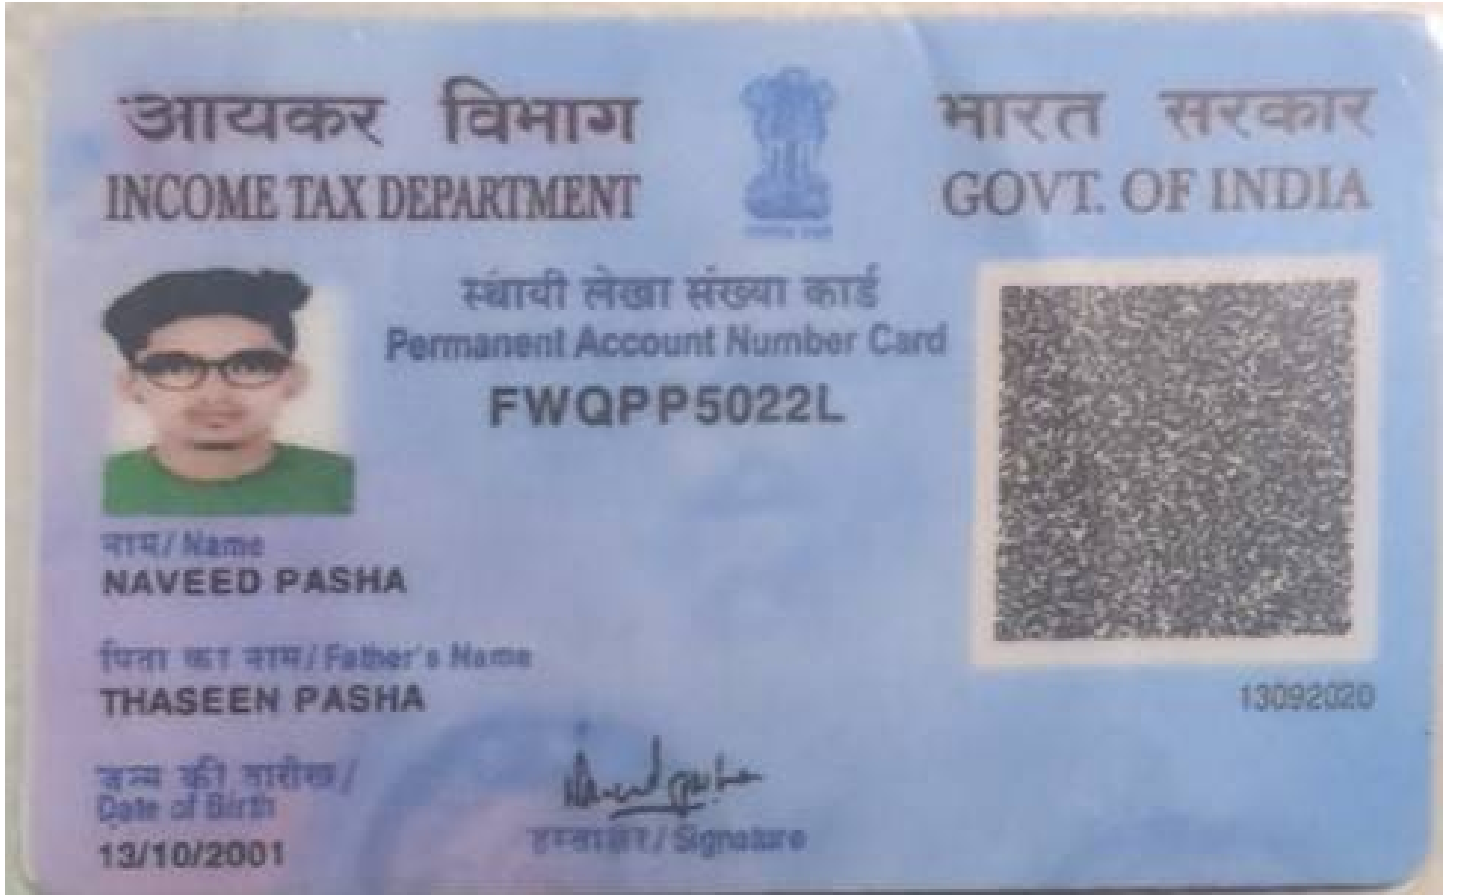 आयकर विभाग
INCOME TAX DEPARTMENT
भारत सरकार
GOVT. OF INDIA
स्थायी लेखा संख्या कार्ड
Permanent Account Number Card
FWQPP5022L
नाम/ Name
NAVEED PASHA
पिता का नाम/ Father's Name
THASEEN PASHA
13092020
जन्म की तारीख/
Date of Birth
13/10/2001
हस्ताक्षर/ Signature